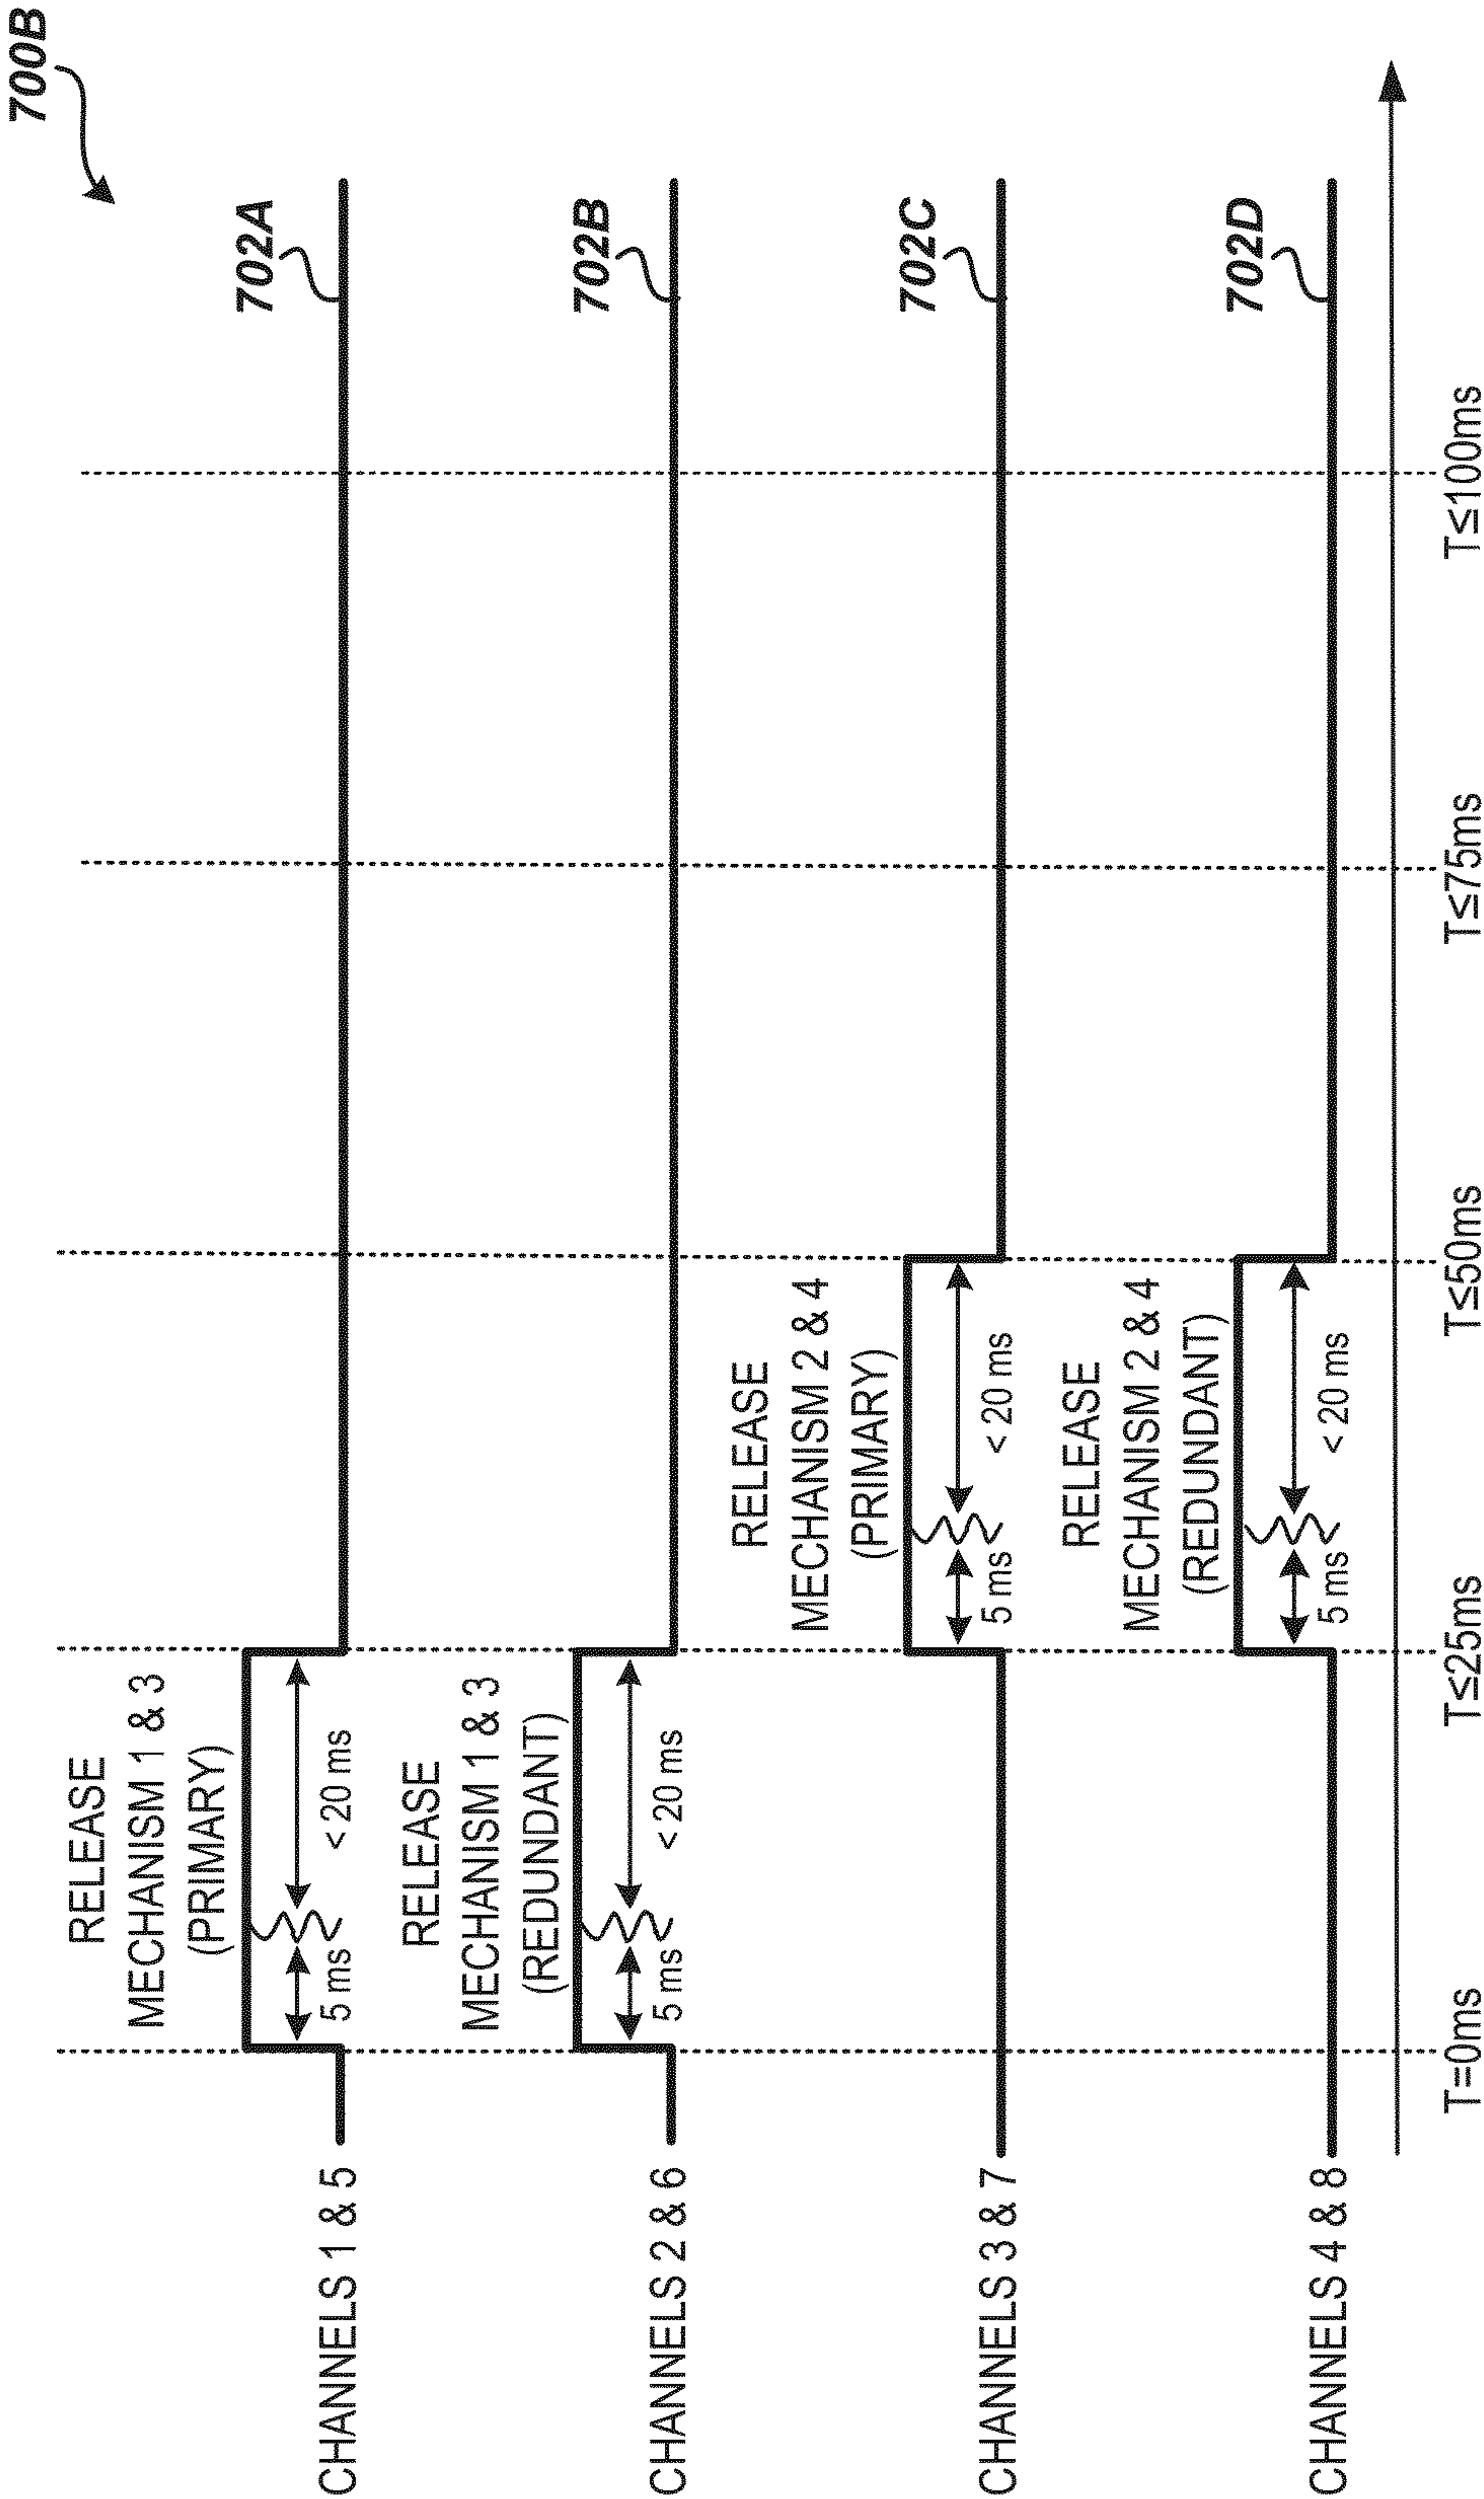 700B
RELEASE
MECHANISM 1 & 3
(PRIMARY)
5 ms
< 20 ms
CHANNELS 1 & 5
702A
RELEASE
MECHANISM 1 & 3
(REDUNDANT)
5 ms
< 20 ms
CHANNELS 2 & 6
702B
RELEASE
MECHANISM 2 & 4
(PRIMARY)
5 ms
< 20 ms
CHANNELS 3 & 7
702C
RELEASE
MECHANISM 2 & 4
(REDUNDANT)
5 ms
< 20 ms
CHANNELS 4 & 8
702D
T=0ms
T≤25ms
T≤50ms
T≤75ms
T≤100ms